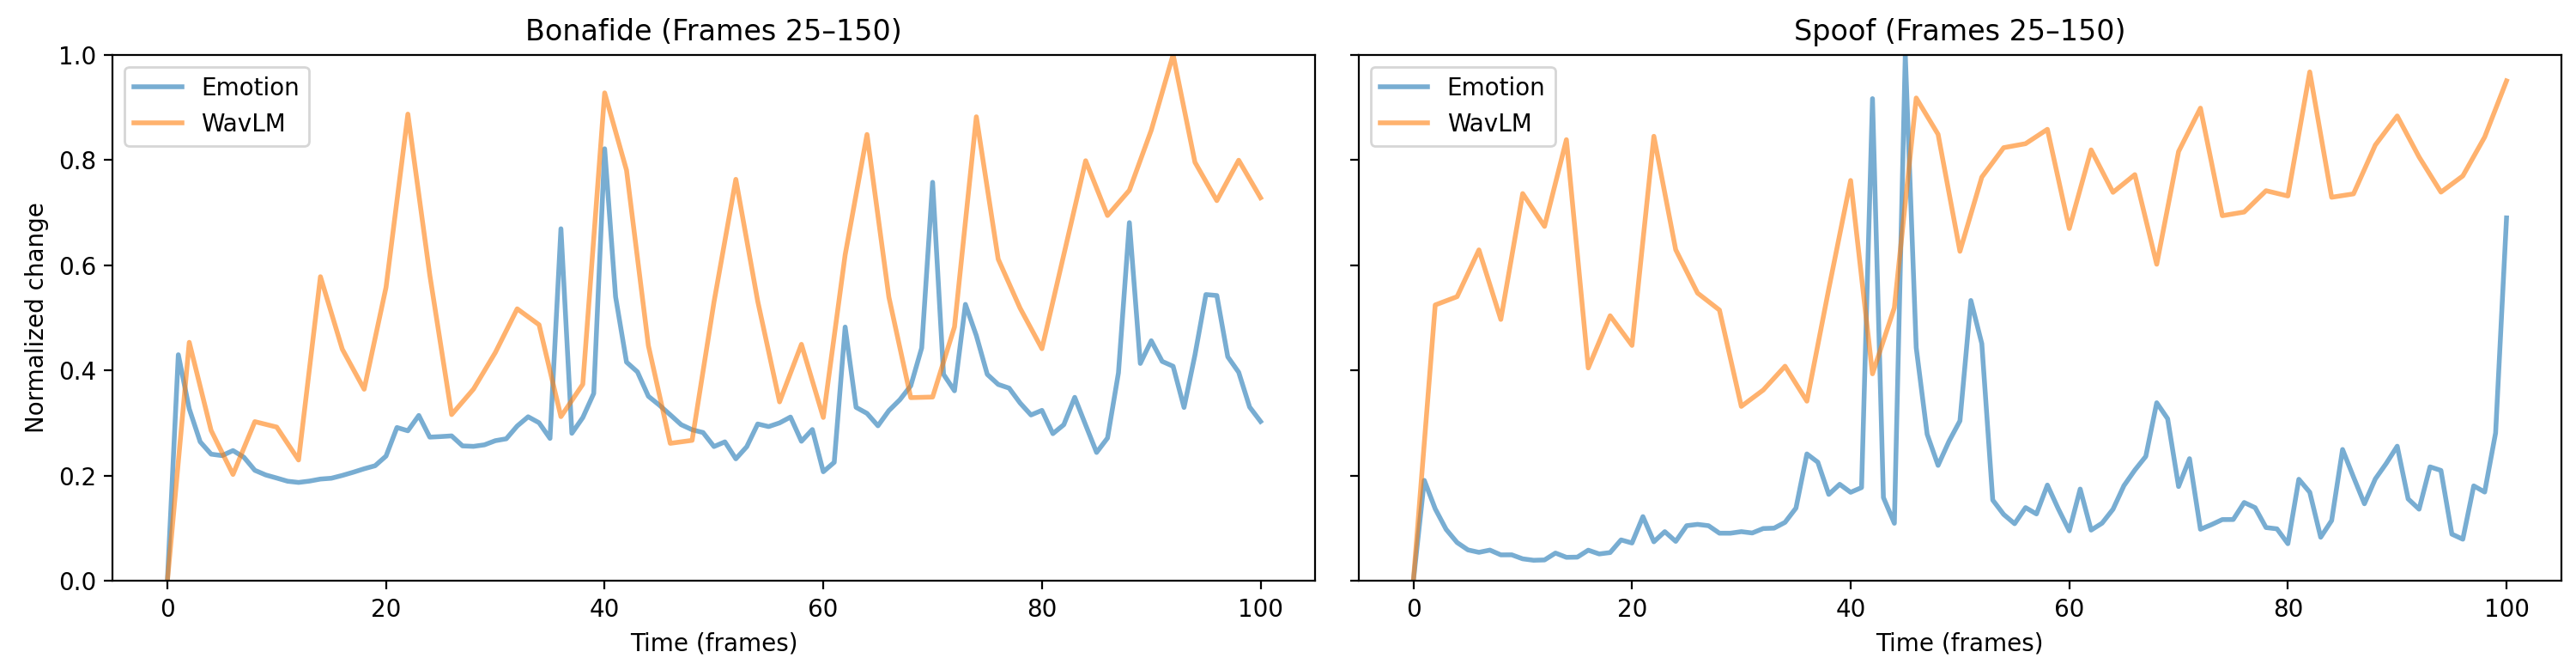 Bonafide (Frames 25–150)
Emotion
WavLM
Normalized change
1.0
0.8
0.6
0.4
0.2
0.0
0 20 40 60 80 100
Time (frames)
Spoof (Frames 25–150)
Emotion
WavLM
0 20 40 60 80 100
Time (frames)